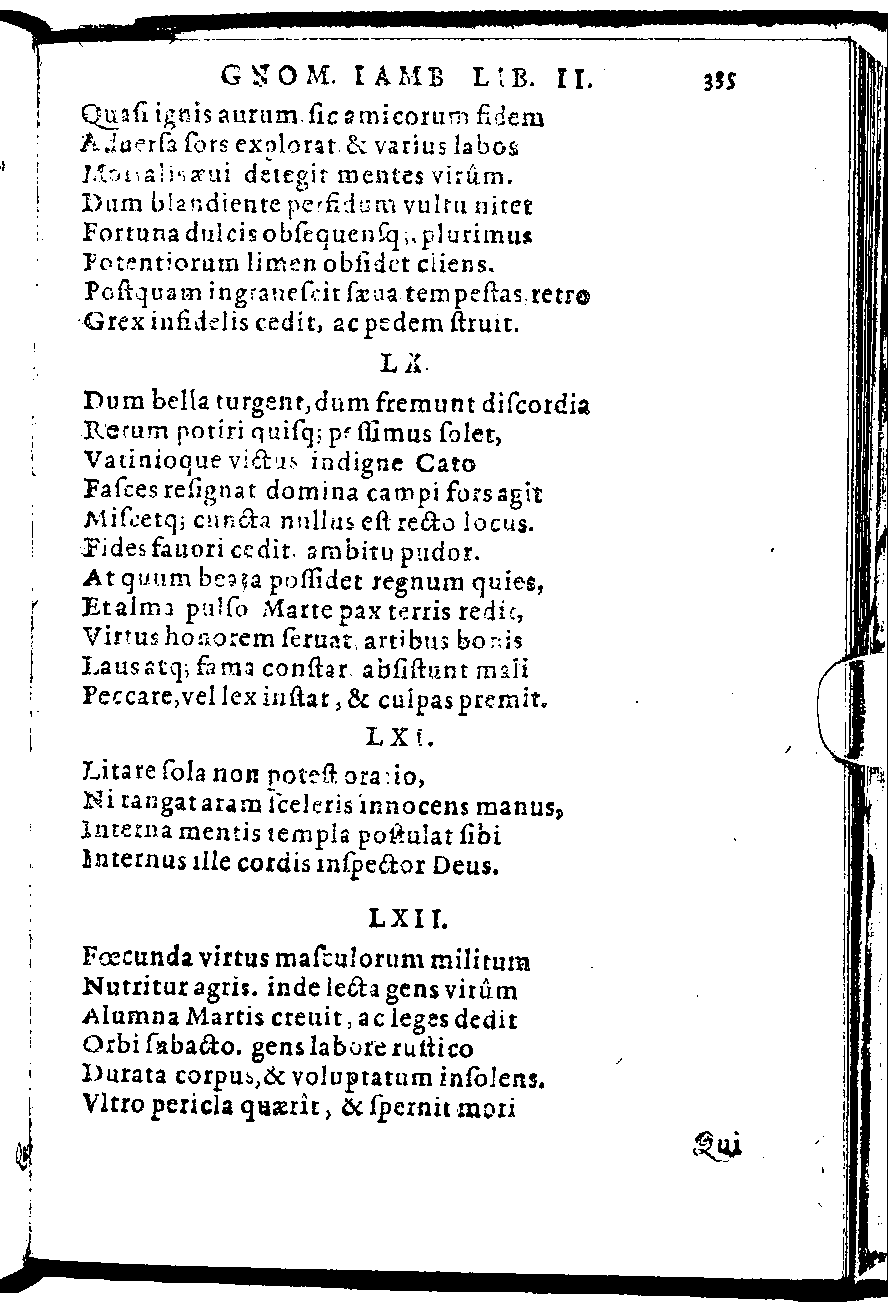 GNOM. IAMB LIB. II. 335
Quaſi ignis aurum. ſic amicorum fidem
Aduerſa ſors explorat. & varius labos
Mortalis æui detegit mentes virûm.
Dum blandiente perfidum vultu nitet
Fortuna dulcis obſequenſq;, plurimus
Potentiorum limen obſidet cliens.
Poſtquam ingraueſcit ſæua tempeſtas, retro
Grex infidelis cedit, ac pedem ſtruit.
LX.
Dum bella turgent, dum fremunt diſcordia
Rerum potiri quiſq; peſſimus ſolet,
Vatinioque victus indigne Cato
Faſces reſignat domina campi fors agit
Miſcetq; cuncta nullus eſt recto locus.
Fides fauori cedit, ambitu pudor.
At quum beata poſſidet regnum quies,
Et alma pulſo Marte pax terris redit,
Virtus honorem ſeruat, artibus bonis
Laus atq; fama conſtat. abſiſtunt mali
Peccare, vel lex inſtat, & culpas premit.
LXI.
Litare ſola non poteſt oratio,
Ni tangat aram ſceleris innocens manus,
Interna mentis templa poſtulat ſibi
Internus ille cordis inſpector Deus.
LXII.
Fœcunda virtus maſculorum militum
Nutritur agris. inde lecta gens virûm
Alumna Martis creuit, ac leges dedit
Orbi ſubacto. gens labore ruſtico
Durata corpus, & voluptatum inſolens.
Vltro pericla quærit, & ſpernit mori
Qui